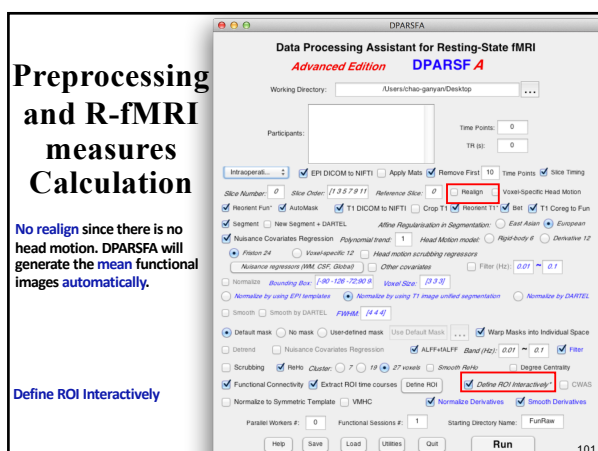 Preprocessing
and R-fMRI
measures
Calculation
No realign since there is no
head motion. DPARSFA will
generate the mean functional
images automatically.
Define ROI Interactively
DPARSFA
Data Processing Assistant for Resting-State fMRI
Advanced Edition DPARSF A
Working Directory: /Users/chao-ganyan/Desktop ...
Participants:
Time Points: 0
TR (s): 0
Intraoperati... EPI DICOM to NIFTI Apply Mats Remove First 10 Time Points Slice Timing
Slice Number: 0 Slice Order: [1 3 5 7 9 11 Reference Slice: 0 Realign Voxel-Specific Head Motion
Reorient Fun* AutoMask T1 DICOM to NIFTI Crop T1 Reorient T1* Bet T1 Coreg to Fun
Segment New Segment + DARTEL Affine Regularisation in Segmentation: East Asian European
Nuisance Covariates Regression Polynomial trend: 1 Head Motion model: Rigid-body 6 Derivative 12
Friston 24 Voxel-specific 12 Head motion scrubbing regressors
Nuisance regressors (WM, CSF, Global) Other covariates Filter (Hz): 0.01 ~ 0.1
Normalize Bounding Box: [-90 -126 -72;90 9 Voxel Size: [3 3 3]
Normalize by using EPI templates Normalize by using T1 image unified segmentation Normalize by DARTEL
Smooth Smooth by DARTEL FWHM: [4 4 4]
Default mask No mask User-defined mask Use Default Mask ... Warp Masks into Individual Space
Detrend Nuisance Covariates Regression ALFF+fALFF Band (Hz): 0.01 ~ 0.1 Filter
Scrubbing ReHo Cluster: 7 19 27 voxels Smooth ReHo Degree Centrality
Functional Connectivity Extract ROI time courses Define ROI Define ROI Interactively* CWAS
Normalize to Symmetric Template VMHC Normalize Derivatives Smooth Derivatives
Parallel Workers #: 0 Functional Sessions #: 1 Starting Directory Name: FunRaw
Help Save Load Utilities Quit Run
101